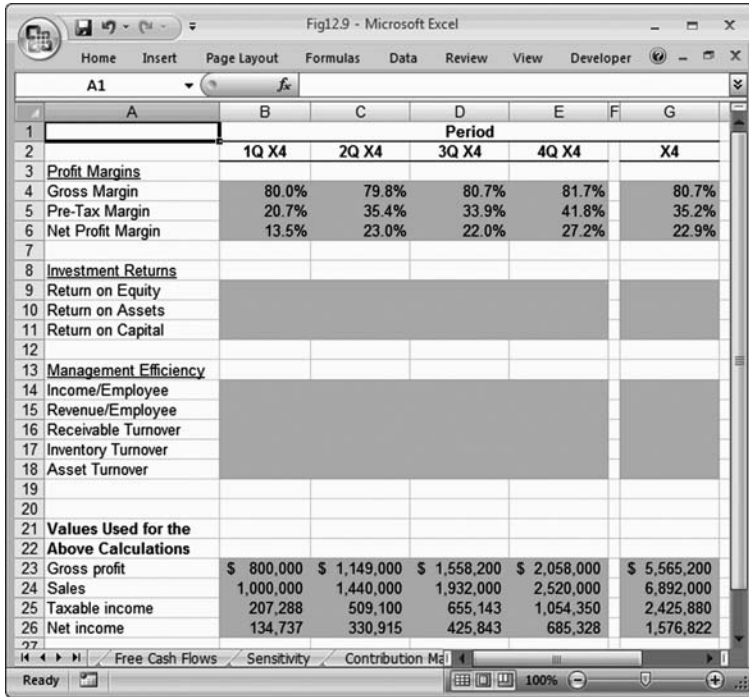 Fig12.9 - Microsoft Excel
Home Insert Page Layout Formulas Data Review View Developer
A1 fx
A B C D E F G
1 Period
2 1Q X4 2Q X4 3Q X4 4Q X4 X4
3 Profit Margins
4 Gross Margin 80.0% 79.8% 80.7% 81.7% 80.7%
5 Pre-Tax Margin 20.7% 35.4% 33.9% 41.8% 35.2%
6 Net Profit Margin 13.5% 23.0% 22.0% 27.2% 22.9%
7
8 Investment Returns
9 Return on Equity
10 Return on Assets
11 Return on Capital
12
13 Management Efficiency
14 Income/Employee
15 Revenue/Employee
16 Receivable Turnover
17 Inventory Turnover
18 Asset Turnover
19
20
21 Values Used for the
22 Above Calculations
23 Gross profit $ 800,000 $ 1,149,000 $ 1,558,200 $ 2,058,000 $ 5,565,200
24 Sales 1,000,000 1,440,000 1,932,000 2,520,000 6,892,000
25 Taxable income 207,288 509,100 655,143 1,054,350 2,425,880
26 Net income 134,737 330,915 425,843 685,328 1,576,822
27
Free Cash Flows Sensitivity Contribution Ma
Ready 100%